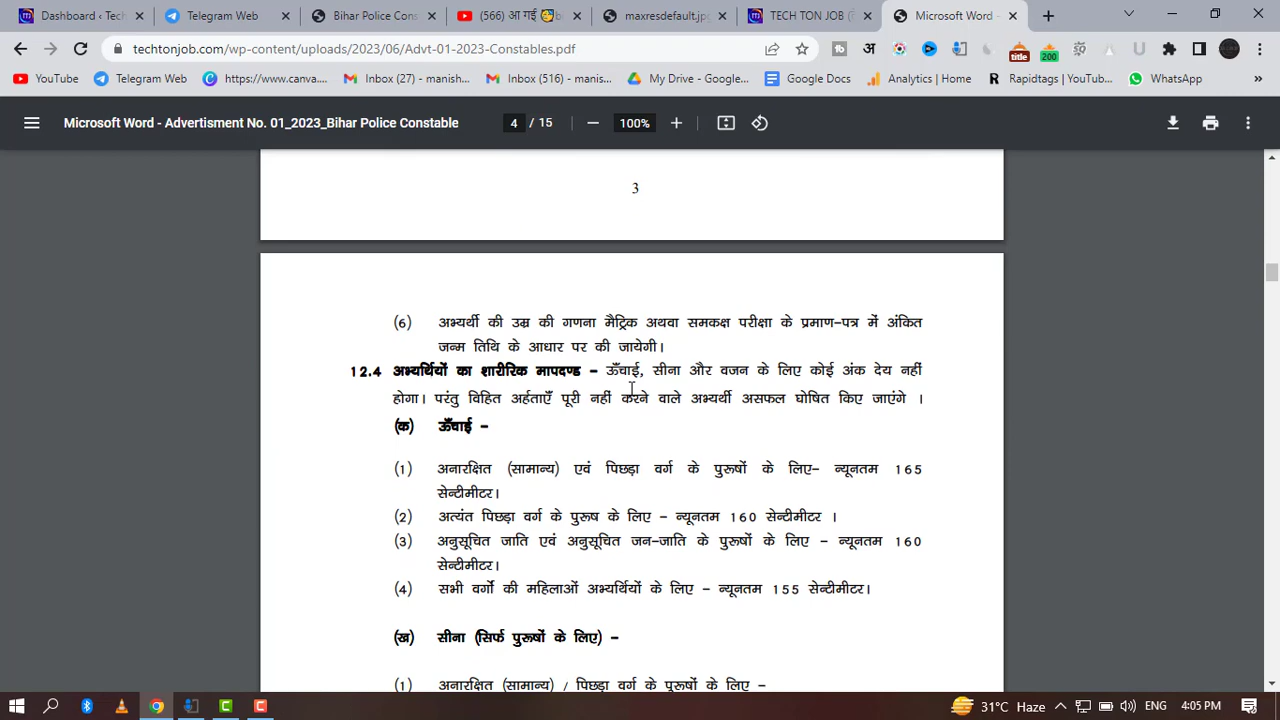 Dashboard ‹ Tech
Telegram Web
Bihar Police Cons
(566) आ गई
maxresdefault.jp
TECH TON JOB (
Microsoft Word -
techtonjob.com/wp-content/uploads/2023/06/Advt-01-2023-Constables.pdf
अ
title
200
YouTube
Telegram Web
https://www.canva....
Inbox (27) - manish...
Inbox (516) - manis...
My Drive - Google...
Google Docs
Analytics | Home
Rapidtags | YouTub...
WhatsApp
Microsoft Word - Advertisment No. 01_2023_Bihar Police Constable
4 / 15
100%
3
(6) अभ्यर्थी की उम्र की गणना मैट्रिक अथवा समकक्ष परीक्षा के प्रमाण-पत्र में अंकित
जन्म तिथि के आधार पर की जायेगी।
12.4 अभ्यर्थियों का शारीरिक मापदण्ड - ऊँचाई, सीना और वजन के लिए कोई अंक देय नहीं
होगा। परंतु विहित अर्हताएँ पूरी नहीं करने वाले अभ्यर्थी असफल घोषित किए जाएंगे ।
(क) ऊँचाई -
(1) अनारक्षित (सामान्य) एवं पिछड़ा वर्ग के पुरूषों के लिए- न्यूनतम 165
सेन्टीमीटर।
(2) अत्यंत पिछड़ा वर्ग के पुरूष के लिए - न्यूनतम 160 सेन्टीमीटर ।
(3) अनुसूचित जाति एवं अनुसूचित जन-जाति के पुरूषों के लिए - न्यूनतम 160
सेन्टीमीटर।
(4) सभी वर्गों की महिलाओं अभ्यर्थियों के लिए - न्यूनतम 155 सेन्टीमीटर।
(ख) सीना (सिर्फ पुरूषों के लिए) -
(1) अनारक्षित (सामान्य) / पिछड़ा वर्ग के पुरूषों के लिए -
31°C Haze
ENG
4:05 PM